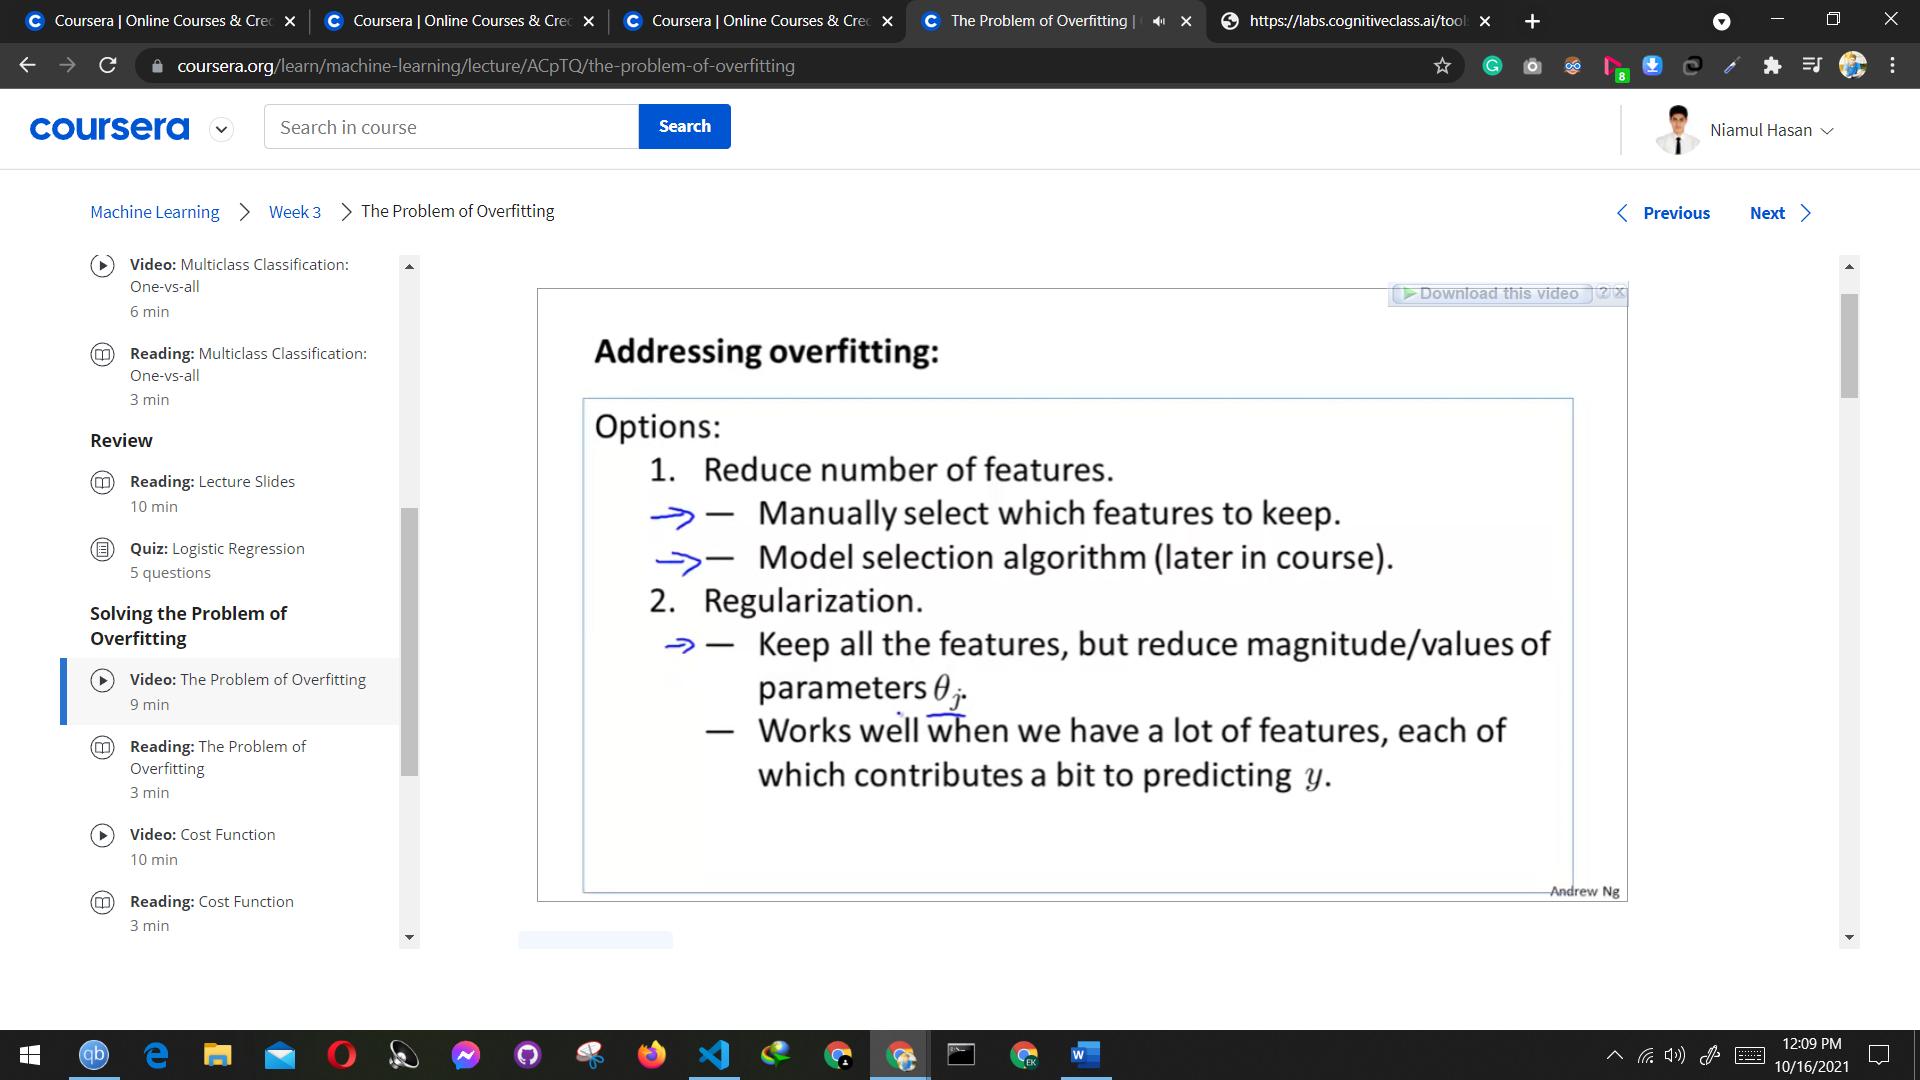 Coursera | Online Courses & Cre
Coursera | Online Courses & Cre
Coursera | Online Courses & Cre
The Problem of Overfitting |
https://labs.cognitiveclass.ai/tool
coursera.org/learn/machine-learning/lecture/ACpTQ/the-problem-of-overfitting
8
coursera
Search in course
Search
Niamul Hasan
Machine Learning
Week 3
The Problem of Overfitting
Previous
Next
Video: Multiclass Classification:
One-vs-all
6 min
Reading: Multiclass Classification:
One-vs-all
3 min
Review
Reading: Lecture Slides
10 min
Quiz: Logistic Regression
5 questions
Solving the Problem of
Overfitting
Video: The Problem of Overfitting
9 min
Reading: The Problem of
Overfitting
3 min
Video: Cost Function
10 min
Reading: Cost Function
3 min
Download this video ? X
Addressing overfitting:
Options:
1. Reduce number of features.
— Manually select which features to keep.
— Model selection algorithm (later in course).
2. Regularization.
— Keep all the features, but reduce magnitude/values of
parameters θj.
— Works well when we have a lot of features, each of
which contributes a bit to predicting y.
Andrew Ng
qb
EK
W
12:09 PM
10/16/2021